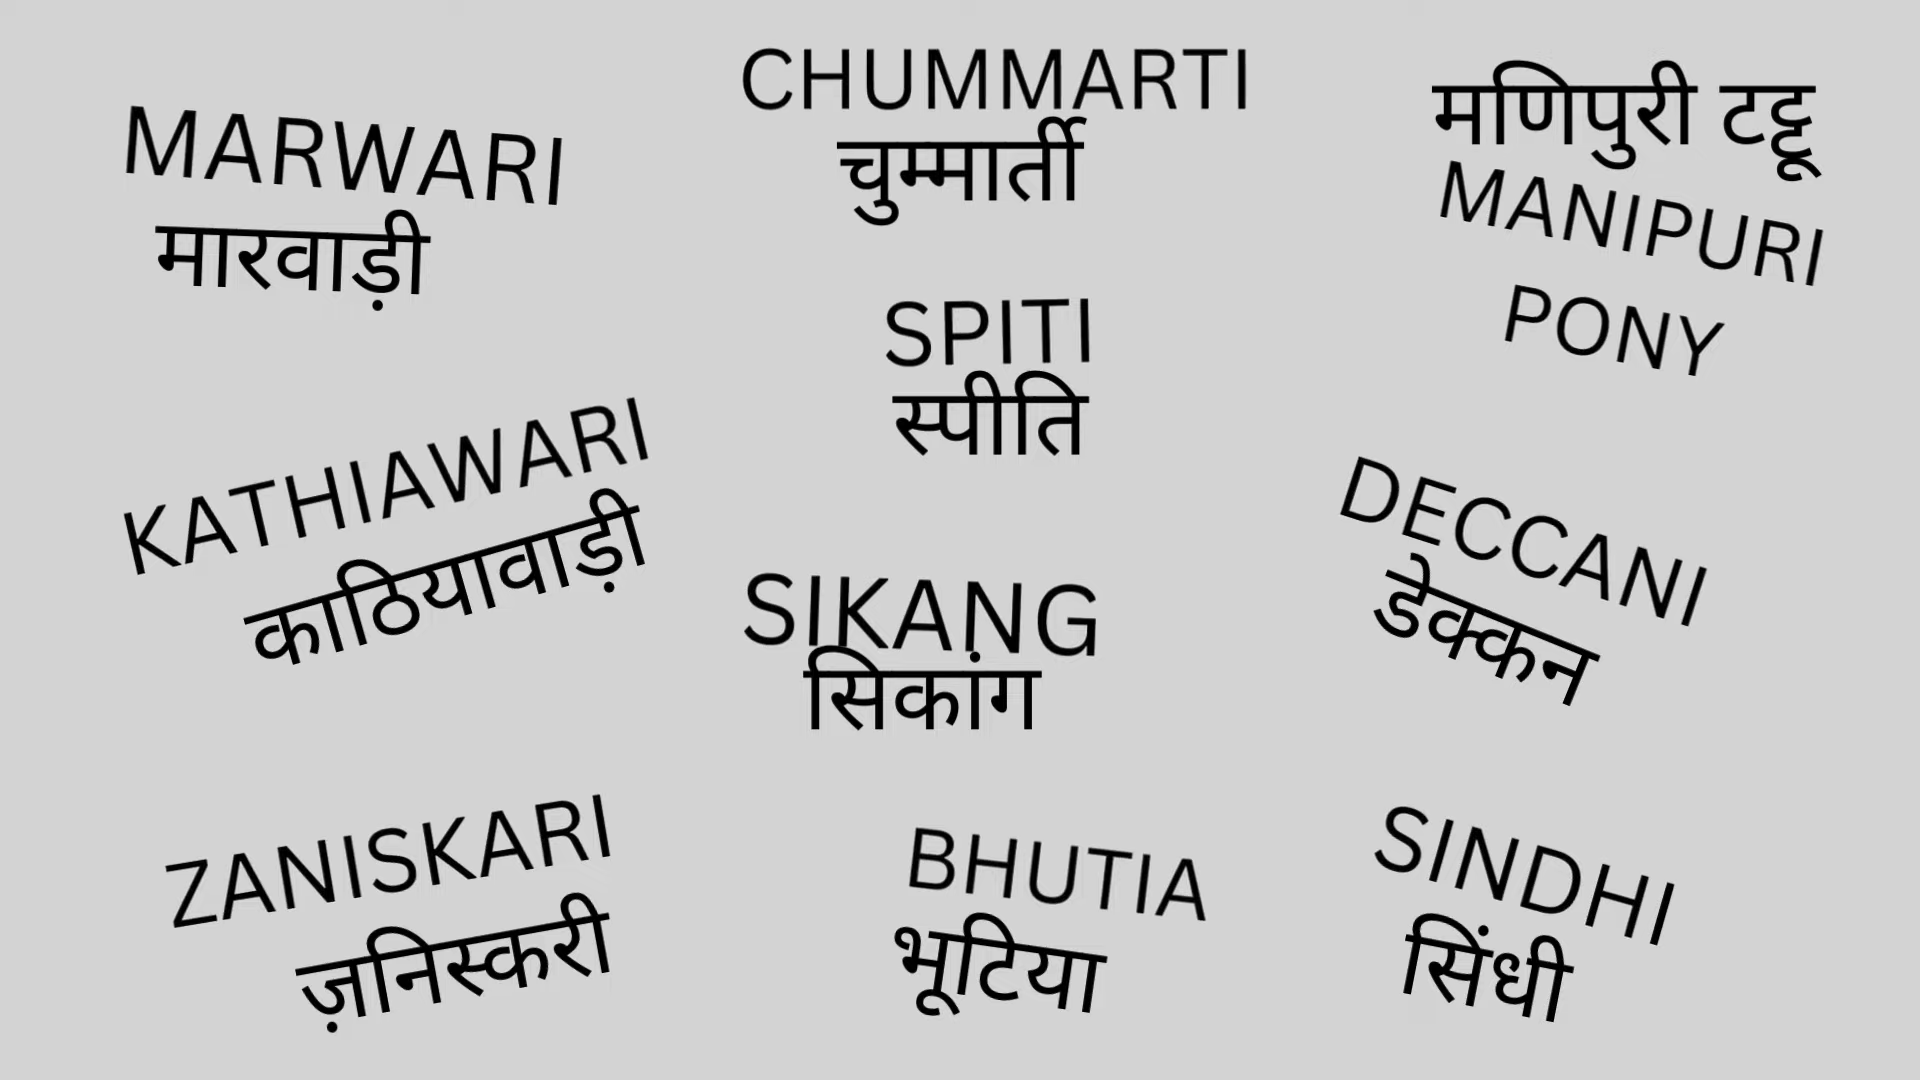 MARWARI
मारवाड़ी
CHUMMARTI
चुम्मार्ती
मणिपुरी टट्टू
MANIPURI
PONY
SPITI
स्पीति
KATHIAWARI
काठियावाड़ी
DECCANI
डेक्कन
SIKANG
सिकांग
ZANISKARI
ज़निस्करी
BHUTIA
भूटिया
SINDHI
सिंधी